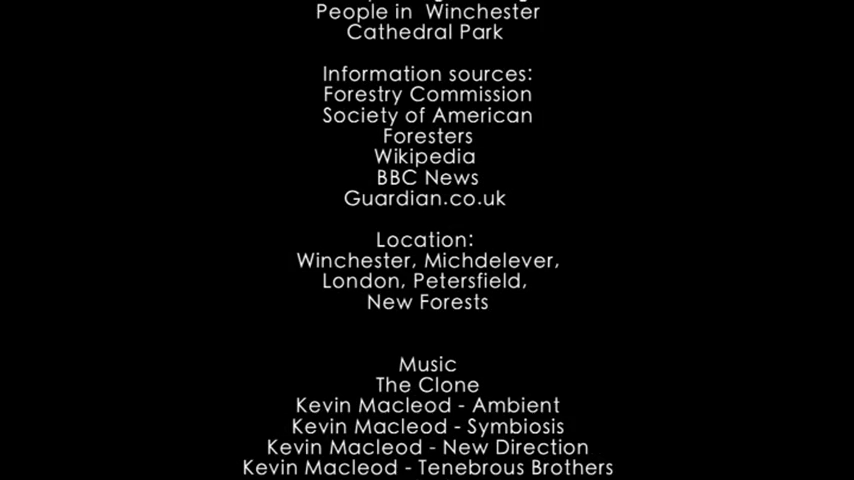 People in Winchester
Cathedral Park
Information sources:
Forestry Commission
Society of American
Foresters
Wikipedia
BBC News
Guardian.co.uk
Location:
Winchester, Michdelever,
London, Petersfield,
New Forests
Music
The Clone
Kevin Macleod - Ambient
Kevin Macleod - Symbiosis
Kevin Macleod - New Direction
Kevin Macleod - Tenebrous Brothers